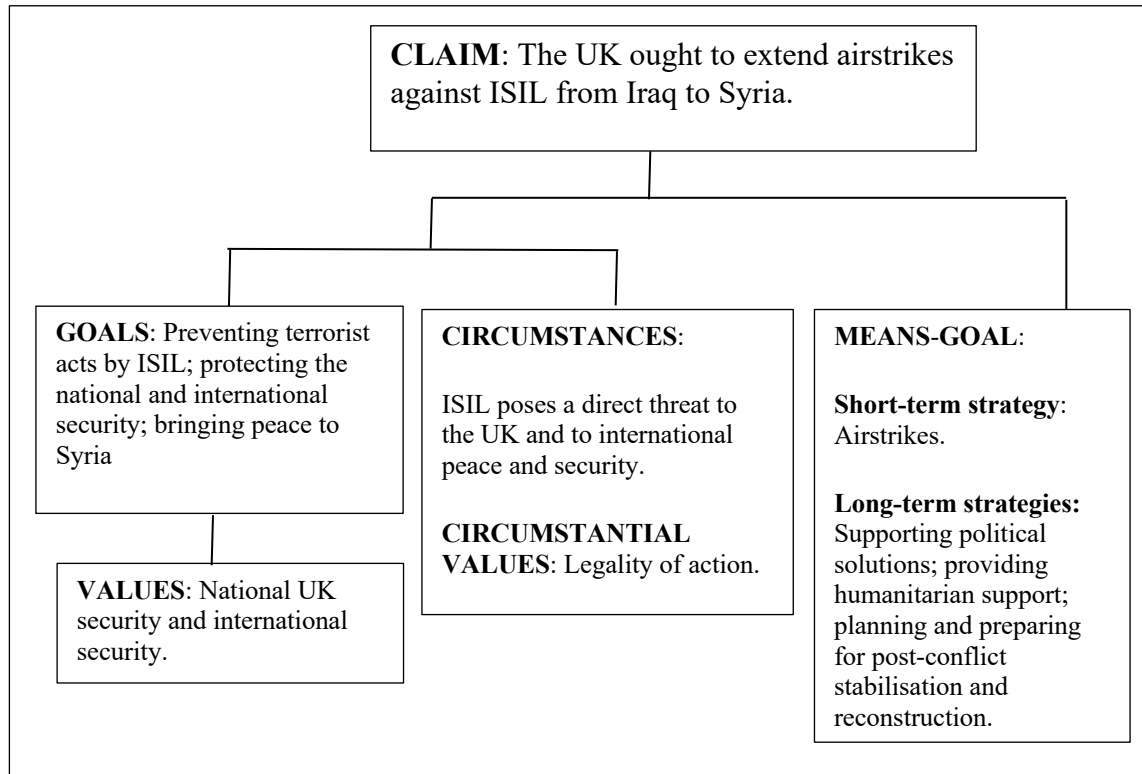 CLAIM: The UK ought to extend airstrikes
against ISIL from Iraq to Syria.
GOALS: Preventing terrorist
acts by ISIL; protecting the
national and international
security; bringing peace to
Syria
VALUES: National UK
security and international
security.
CIRCUMSTANCES:
ISIL poses a direct threat to
the UK and to international
peace and security.
CIRCUMSTANTIAL
VALUES: Legality of action.
MEANS-GOAL:
Short-term strategy:
Airstrikes.
Long-term strategies:
Supporting political
solutions; providing
humanitarian support;
planning and preparing
for post-conflict
stabilisation and
reconstruction.